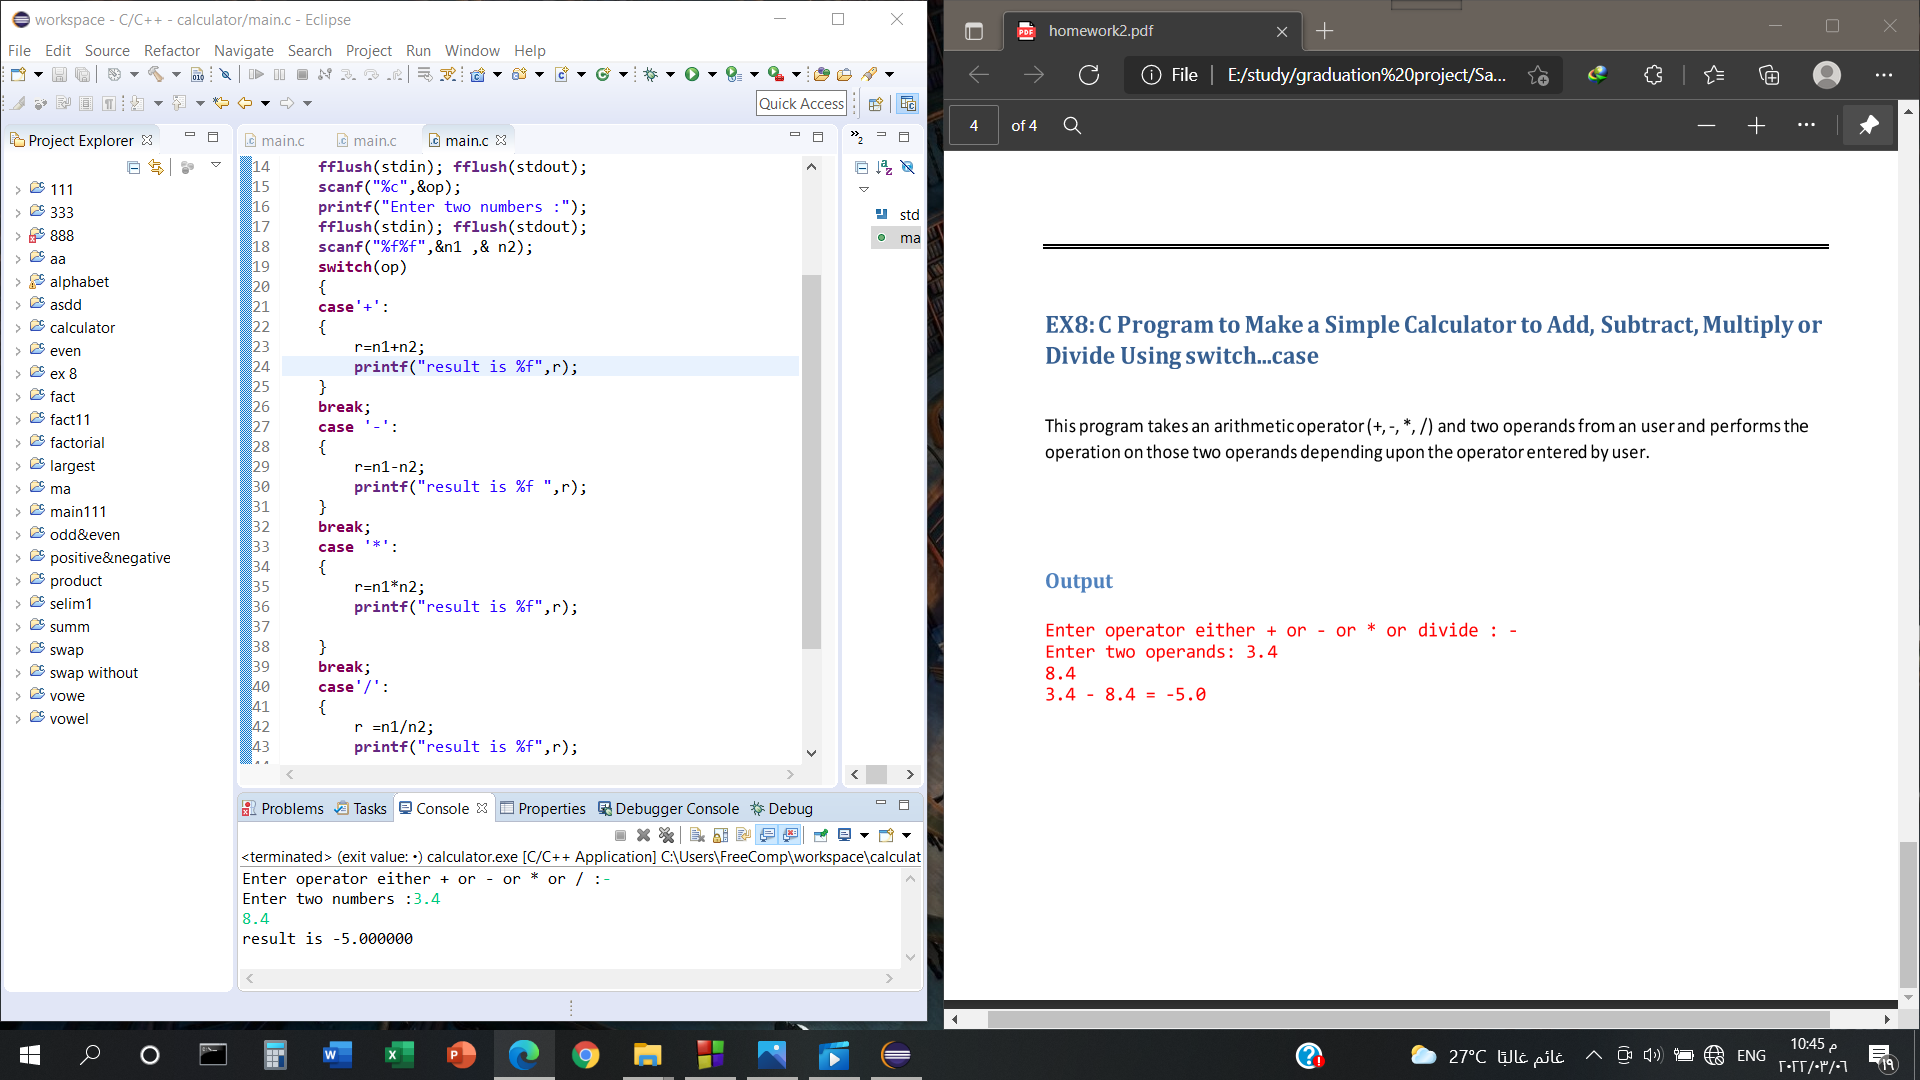 workspace - C/C++ - calculator/main.c - Eclipse
File Edit Source Refactor Navigate Search Project Run Window Help
Quick Access
Project Explorer
111
333
888
aa
alphabet
asdd
calculator
even
ex 8
fact
fact11
factorial
largest
ma
main111
odd&even
positive&negative
product
selim1
summ
swap
swap without
vowe
vowel
main.c main.c main.c
14 fflush(stdin); fflush(stdout);
15 scanf("%c",&op);
16 printf("Enter two numbers :");
17 fflush(stdin); fflush(stdout);
18 scanf("%f%f",&n1 ,& n2);
19 switch(op)
20 {
21 case'+':
22 {
23 r=n1+n2;
24 printf("result is %f",r);
25 }
26 break;
27 case '-':
28 {
29 r=n1-n2;
30 printf("result is %f ",r);
31 }
32 break;
33 case '*':
34 {
35 r=n1*n2;
36 printf("result is %f",r);
37
38 }
39 break;
40 case'/':
41 {
42 r =n1/n2;
43 printf("result is %f",r);
»2
std
ma
Problems Tasks Console Properties Debugger Console Debug
<terminated> (exit value: •) calculator.exe [C/C++ Application] C:\Users\FreeComp\workspace\calculat
Enter operator either + or - or * or / :-
Enter two numbers :3.4
8.4
result is -5.000000
homework2.pdf
File | E:/study/graduation%20project/Sa...
4 of 4
EX8: C Program to Make a Simple Calculator to Add, Subtract, Multiply or
Divide Using switch...case
This program takes an arithmetic operator (+, -, *, /) and two operands from an user and performs the
operation on those two operands depending upon the operator entered by user.
Output
Enter operator either + or - or * or divide : -
Enter two operands: 3.4
8.4
3.4 - 8.4 = -5.0
27°C غائم غالبًا
ENG
10:45 م
٢٠٢٢/٠٣/٠٦
١٩